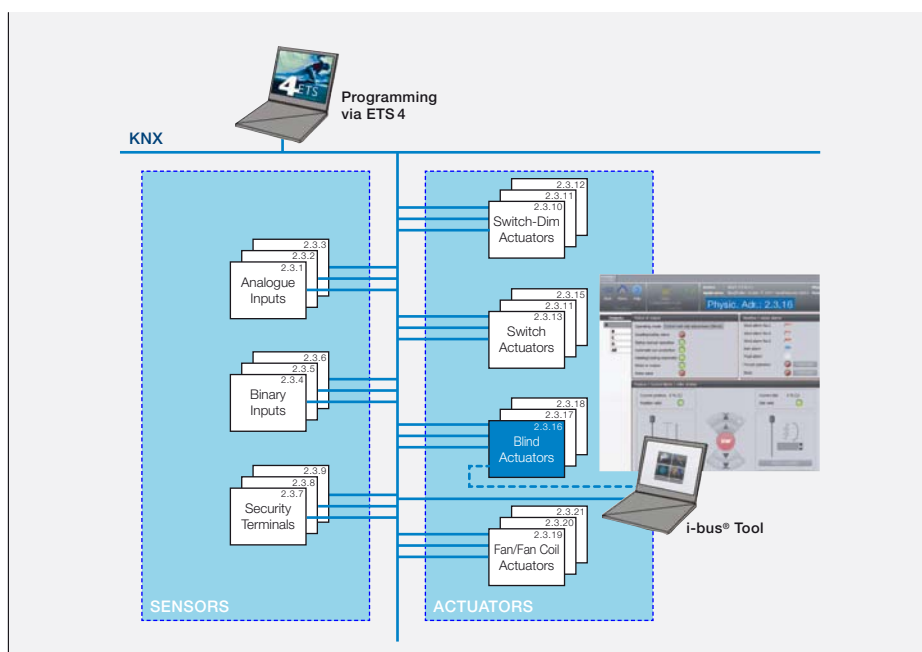 4ETS
Programming
via ETS 4
KNX
2.3.12
2.3.11
2.3.10
Switch-Dim
Actuators
2.3.3
2.3.2
2.3.1
Analogue
Inputs
2.3.15
2.3.11
2.3.13
Switch
Actuators
Physic. Adr.: 2.3.16
2.3.6
2.3.5
2.3.4
Binary
Inputs
2.3.18
2.3.17
2.3.16
Blind
Actuators
2.3.9
2.3.8
2.3.7
Security
Terminals
i-bus® Tool
2.3.21
2.3.20
2.3.19
Fan/Fan Coil
Actuators
SENSORS
ACTUATORS